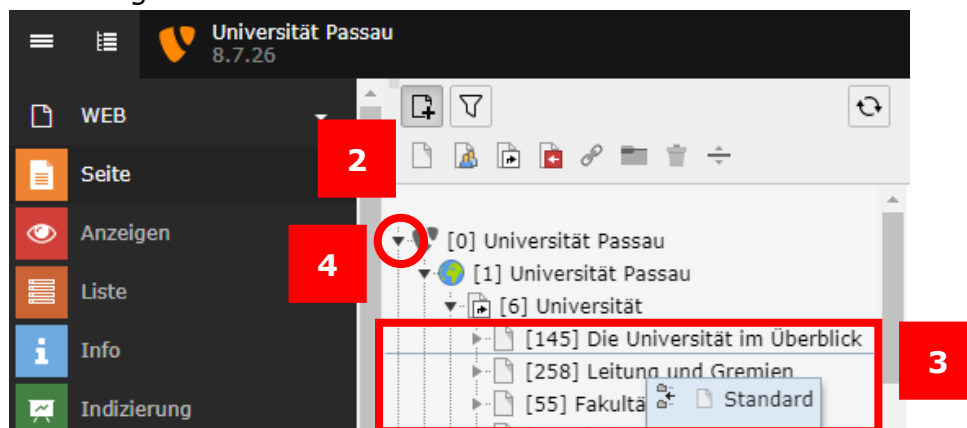 Universität Passau
8.7.26
WEB
2
Seite
Anzeigen
[0] Universität Passau
4
[1] Universität Passau
Liste
[6] Universität
[145] Die Universität im Überblick
Info
3
[258] Leitung und Gremien
[55] Fakultä
Standard
Indizierung